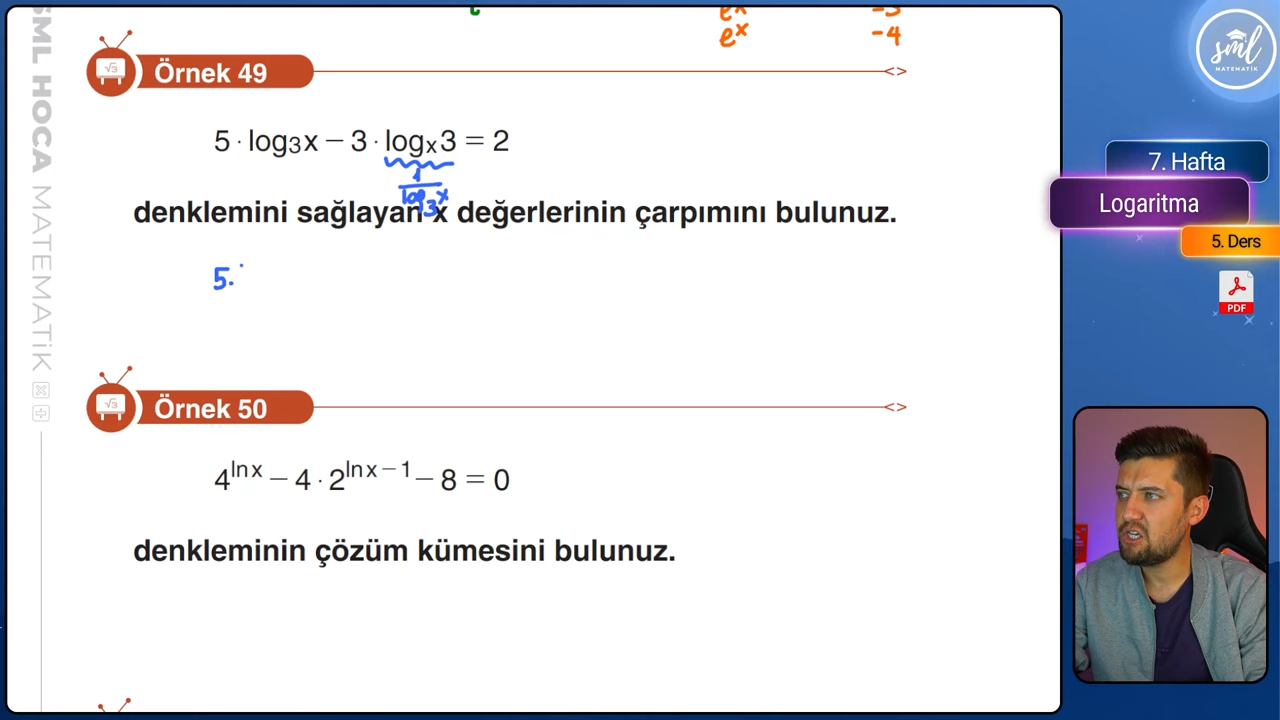 eˣ -3
eˣ -4
SML HOCA MATEMATİK
sml
MATEMATİK
√3
Örnek 49
<>
5 · log₃x − 3 · logₓ3 = 2
1
log₃x
denklemini sağlayan x değerlerinin çarpımını bulunuz.
5.
√3
Örnek 50
<>
4^(ln x) − 4 · 2^(ln x − 1) − 8 = 0
denkleminin çözüm kümesini bulunuz.
7. Hafta
Logaritma
5. Ders
PDF